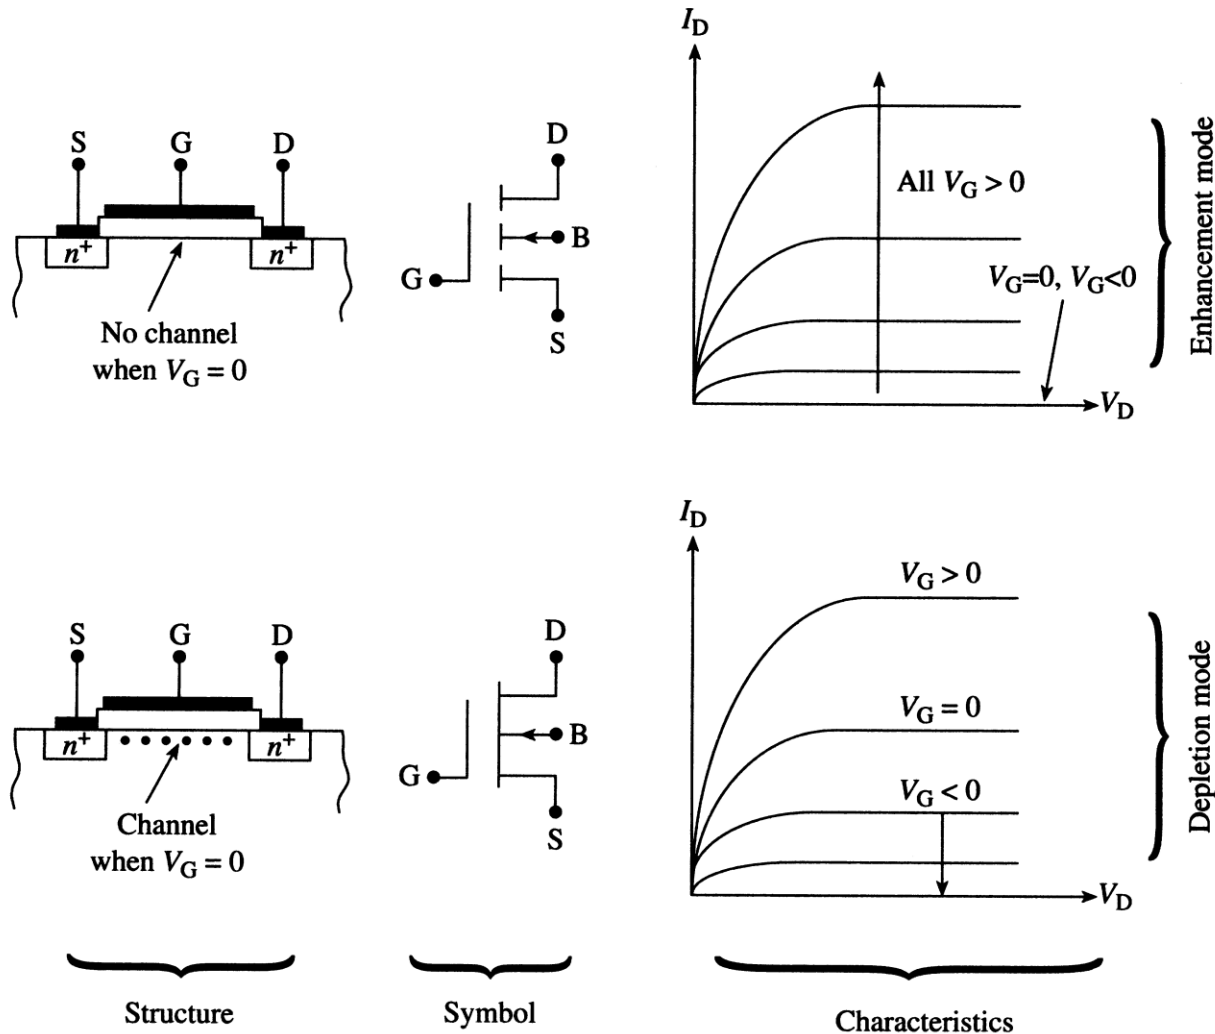 I_D
S G D
D
n+ n+
B
G
S
No channel
when V_G = 0
All V_G > 0
V_G=0, V_G<0
V_D
Enhancement mode
I_D
S G D
D
n+ n+
B
G
S
Channel
when V_G = 0
V_G > 0
V_G = 0
V_G < 0
V_D
Depletion mode
Structure
Symbol
Characteristics